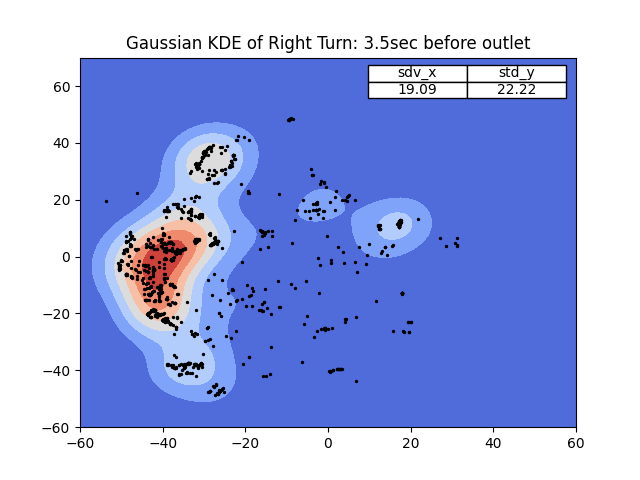 Gaussian KDE of Right Turn: 3.5sec before outlet
sdv_x std_y
19.09 22.22
60
40
20
0
−20
−40
−60
−60 −40 −20 0 20 40 60